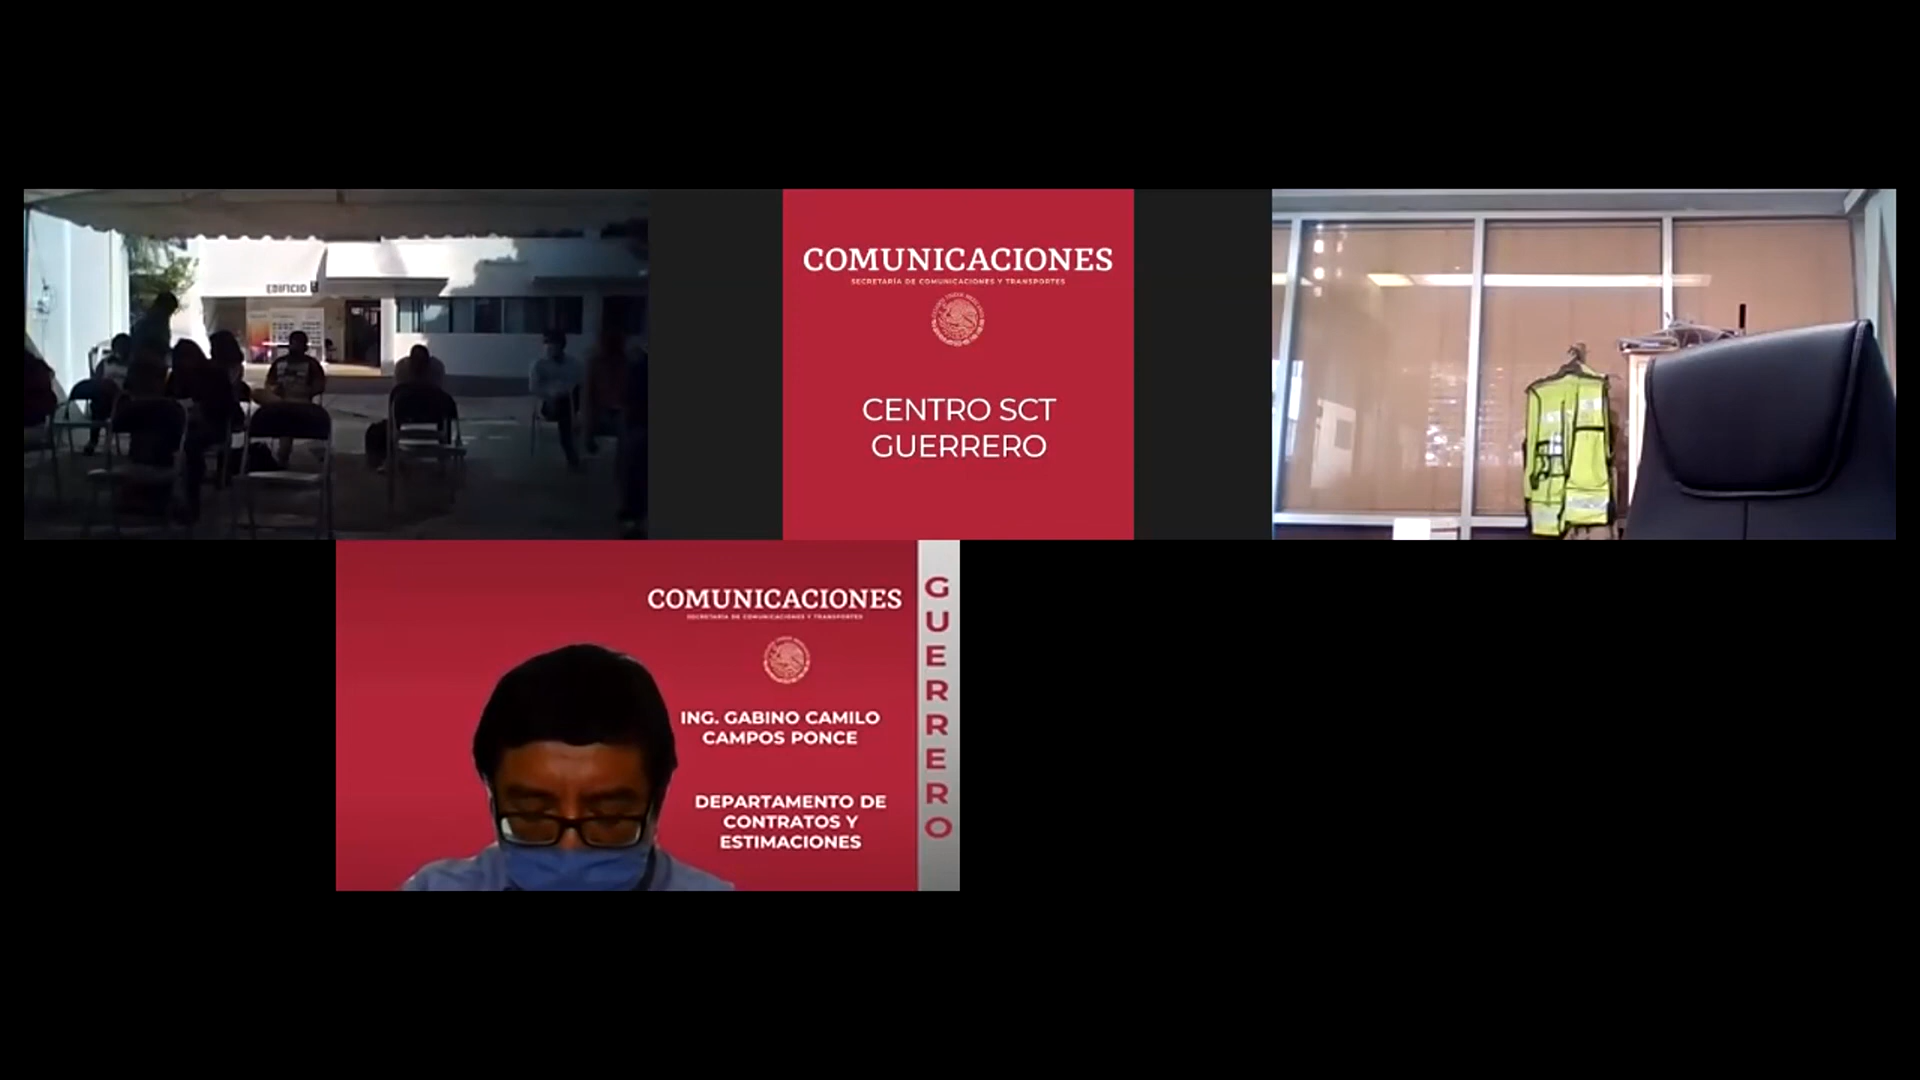 EDIFICIO
COMUNICACIONES
SECRETARÍA DE COMUNICACIONES Y TRANSPORTES
CENTRO SCT
GUERRERO
COMUNICACIONES
SECRETARÍA DE COMUNICACIONES Y TRANSPORTES
ING. GABINO CAMILO
CAMPOS PONCE
DEPARTAMENTO DE
CONTRATOS Y
ESTIMACIONES
GUERRERO